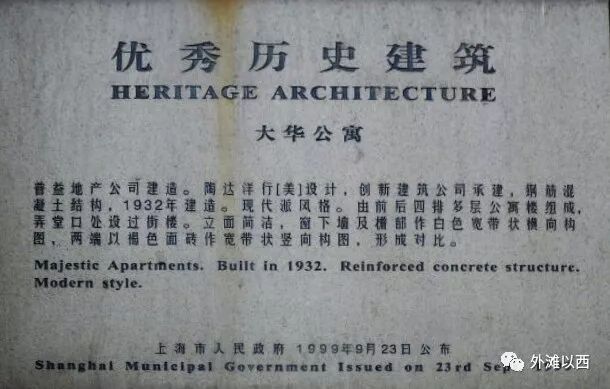 优秀历史建筑
HERITAGE ARCHITECTURE
大华公寓
普益地产公司建造。陶达洋行[美]设计，创新建筑公司承建，钢筋混
凝土结构，1932年建造。现代派风格。由前后四排多层公寓楼组成，
弄堂口处设过街楼。立面简洁，窗下墙及檐部作白色宽带状横向构
图，两端以褐色面砖作宽带状竖向构图，形成对比。
Majestic Apartments. Built in 1932. Reinforced concrete structure.
Modern style.
上海市人民政府 1999年9月23日公布
Shanghai Municipal Government Issued on 23rd
外滩以西